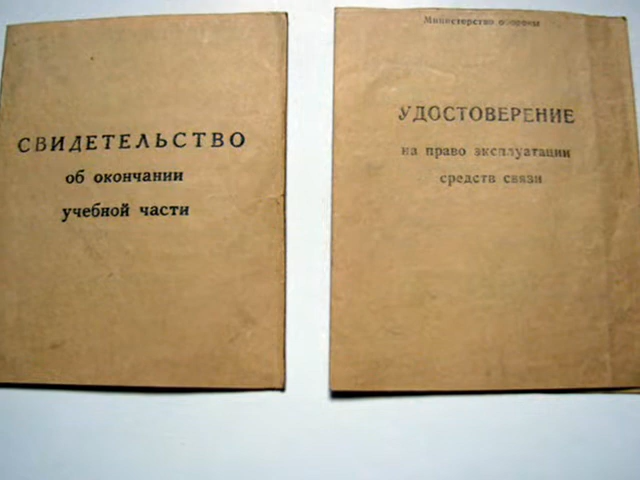 СВИДЕТЕЛЬСТВО
об окончании
учебной части
Министерство обороны
УДОСТОВЕРЕНИЕ
на право эксплуатации
средств связи